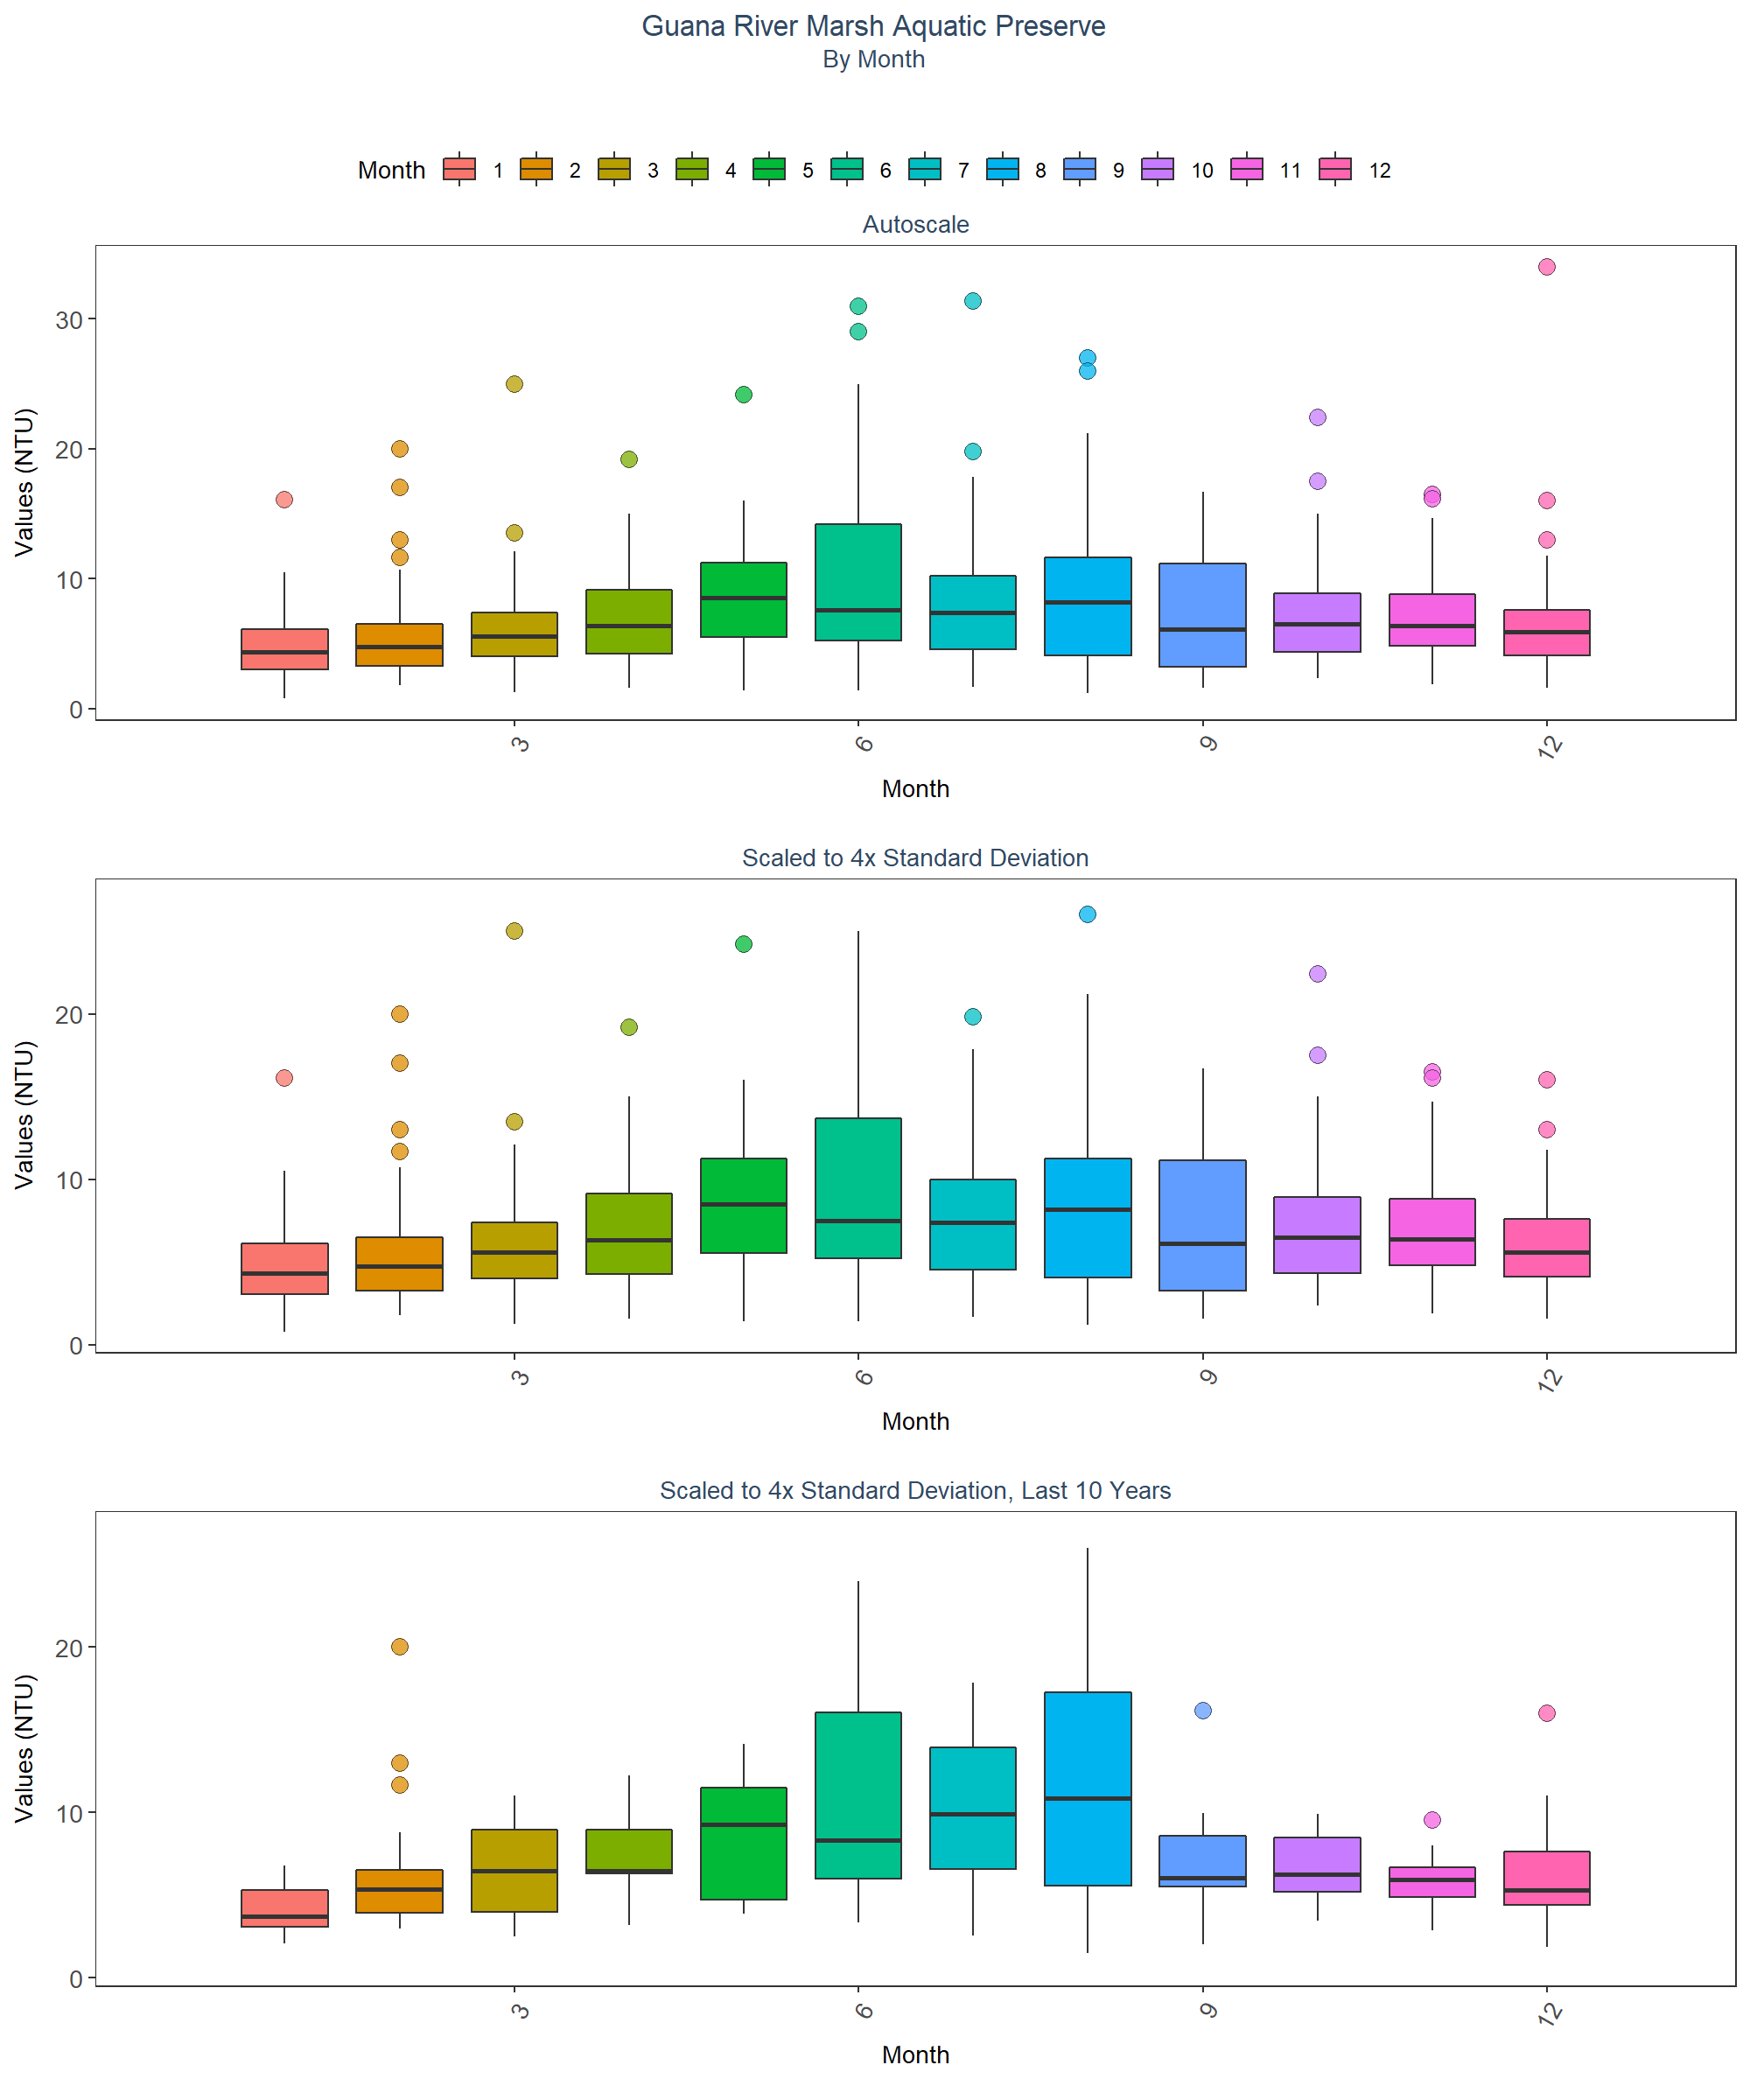 Guana River Marsh Aquatic Preserve
By Month
Month 1 2 3 4 5 6 7 8 9 10 11 12
Autoscale
Values (NTU)
30
20
10
0
3 6 9 12
Month
Scaled to 4x Standard Deviation
Values (NTU)
20
10
0
3 6 9 12
Month
Scaled to 4x Standard Deviation, Last 10 Years
Values (NTU)
20
10
0
3 6 9 12
Month